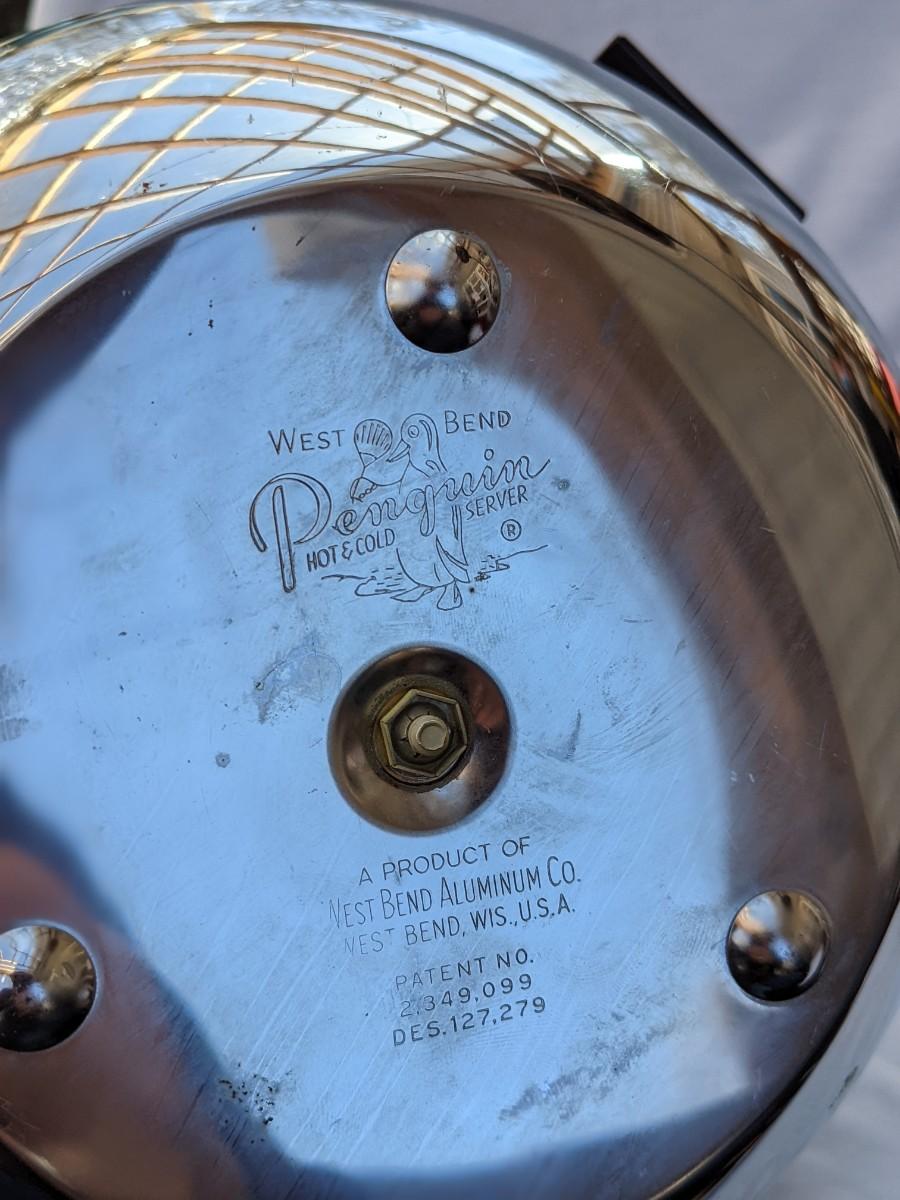 WEST BEND
Penguin
HOT & COLD SERVER
®
A PRODUCT OF
WEST BEND ALUMINUM CO.
WEST BEND, WIS., U.S.A.
PATENT NO.
2,349,099
DES. 127,279